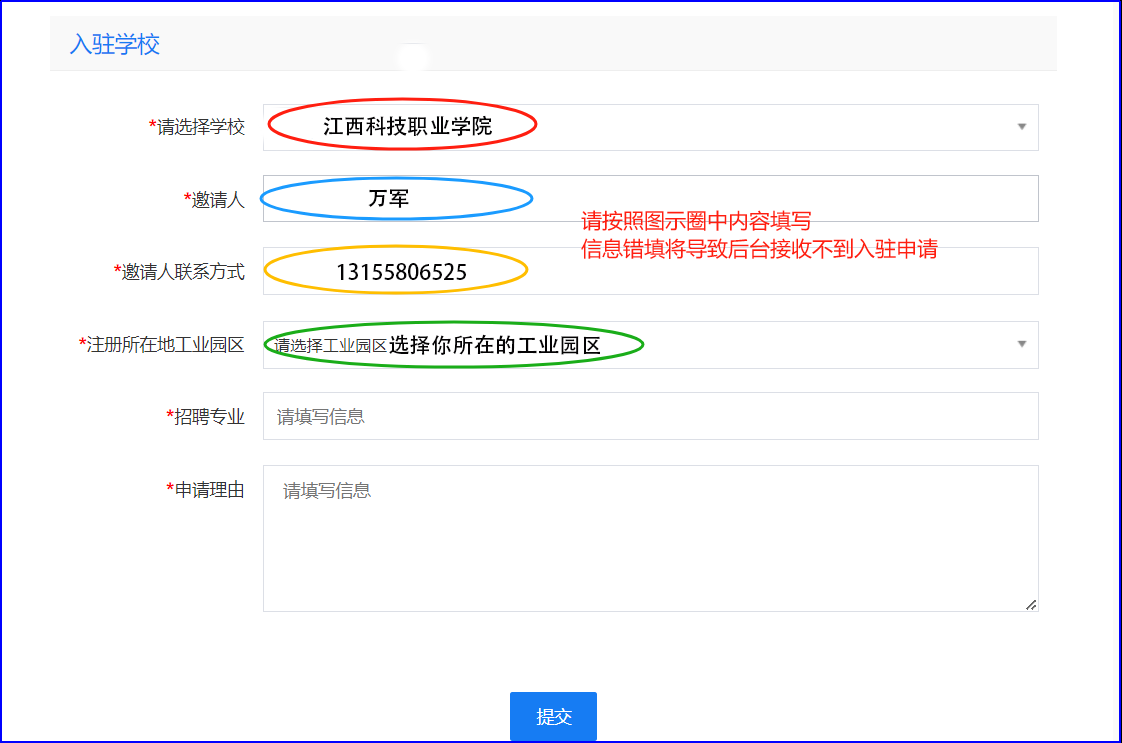 入驻学校
*请选择学校 江西科技职业学院
*邀请人 万军
请按照图示圈中内容填写
信息错填将导致后台接收不到入驻申请
*邀请人联系方式 13155806525
*注册所在地工业园区 请选择工业园区选择你所在的工业园区
*招聘专业 请填写信息
*申请理由 请填写信息
提交